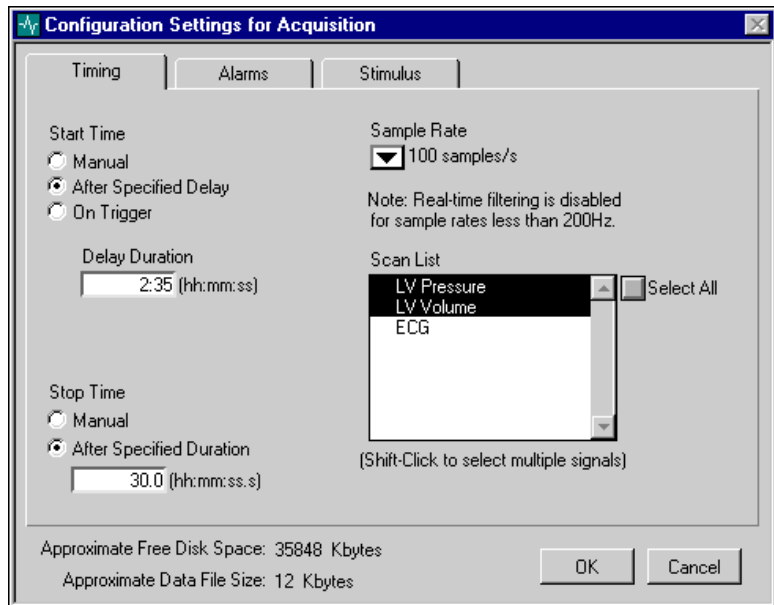 Configuration Settings for Acquisition
Timing
Alarms
Stimulus
Start Time
Manual
After Specified Delay
On Trigger
Delay Duration
2:35 (hh:mm:ss)
Stop Time
Manual
After Specified Duration
30.0 (hh:mm:ss.s)
Sample Rate
100 samples/s
Note: Real-time filtering is disabled
for sample rates less than 200Hz.
Scan List
LV Pressure
LV Volume
ECG
Select All
(Shift-Click to select multiple signals)
Approximate Free Disk Space: 35848 Kbytes
Approximate Data File Size: 12 Kbytes
OK
Cancel